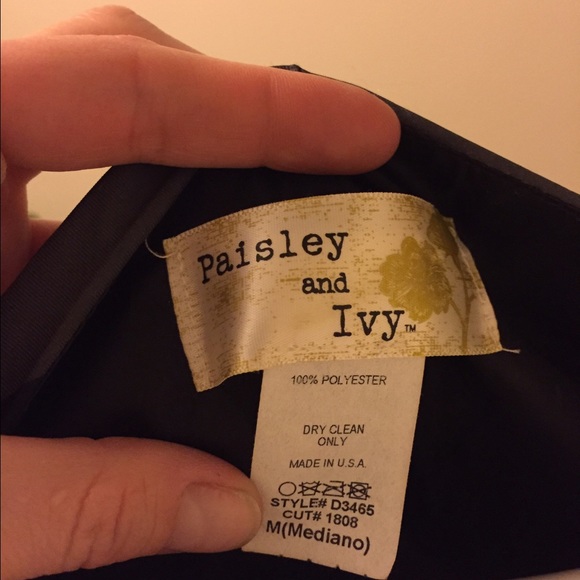 Paisley
and
Ivy™
100% POLYESTER
DRY CLEAN
ONLY
MADE IN U.S.A.
STYLE# D3465
CUT# 1808
M(Mediano)